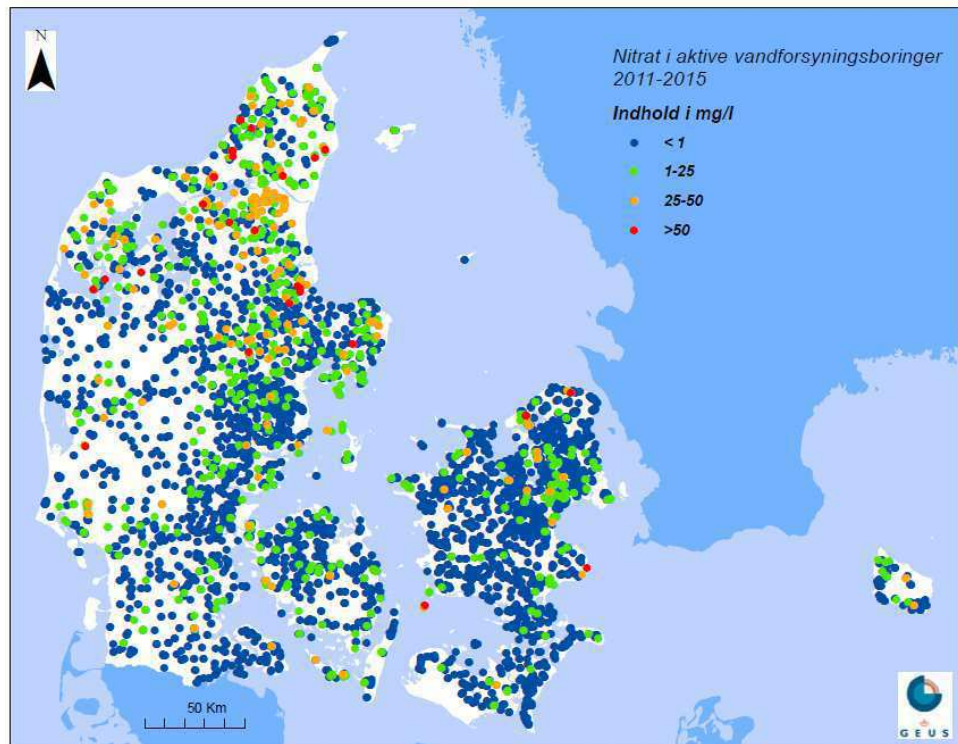 N
Nitrat i aktive vandforsyningsboringer
2011-2015
Indhold i mg/l
< 1
1-25
25-50
>50
50 Km
G E U S